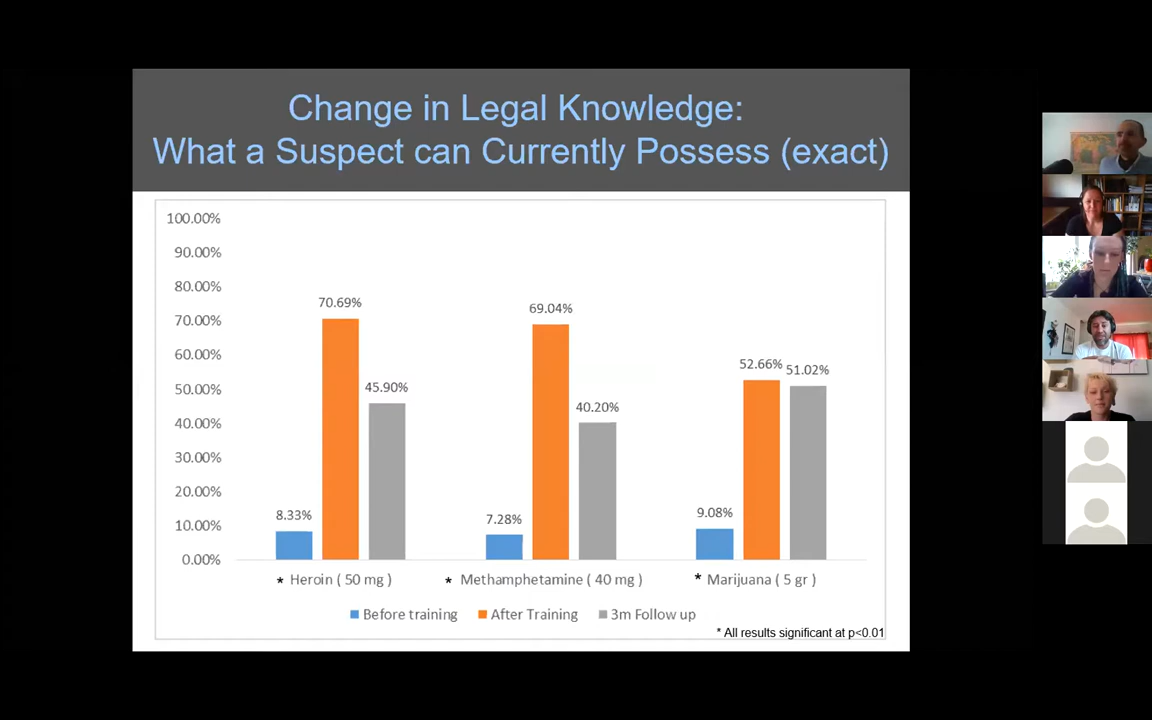 Change in Legal Knowledge:
What a Suspect can Currently Possess (exact)
100.00%
90.00%
80.00%
70.00%
60.00%
50.00%
40.00%
30.00%
20.00%
10.00%
0.00%
8.33%
70.69%
45.90%
7.28%
69.04%
40.20%
9.08%
52.66%
51.02%
* Heroin ( 50 mg )
* Methamphetamine ( 40 mg )
* Marijuana ( 5 gr )
Before training
After Training
3m Follow up
* All results significant at p<0.01